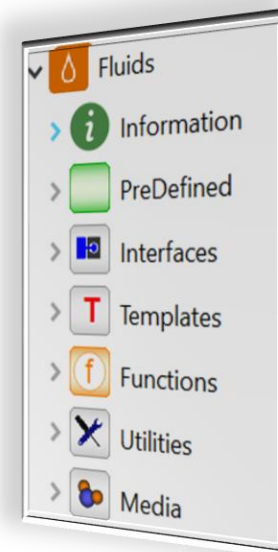 Fluids
i Information
PreDefined
Interfaces
T Templates
f Functions
Utilities
Media